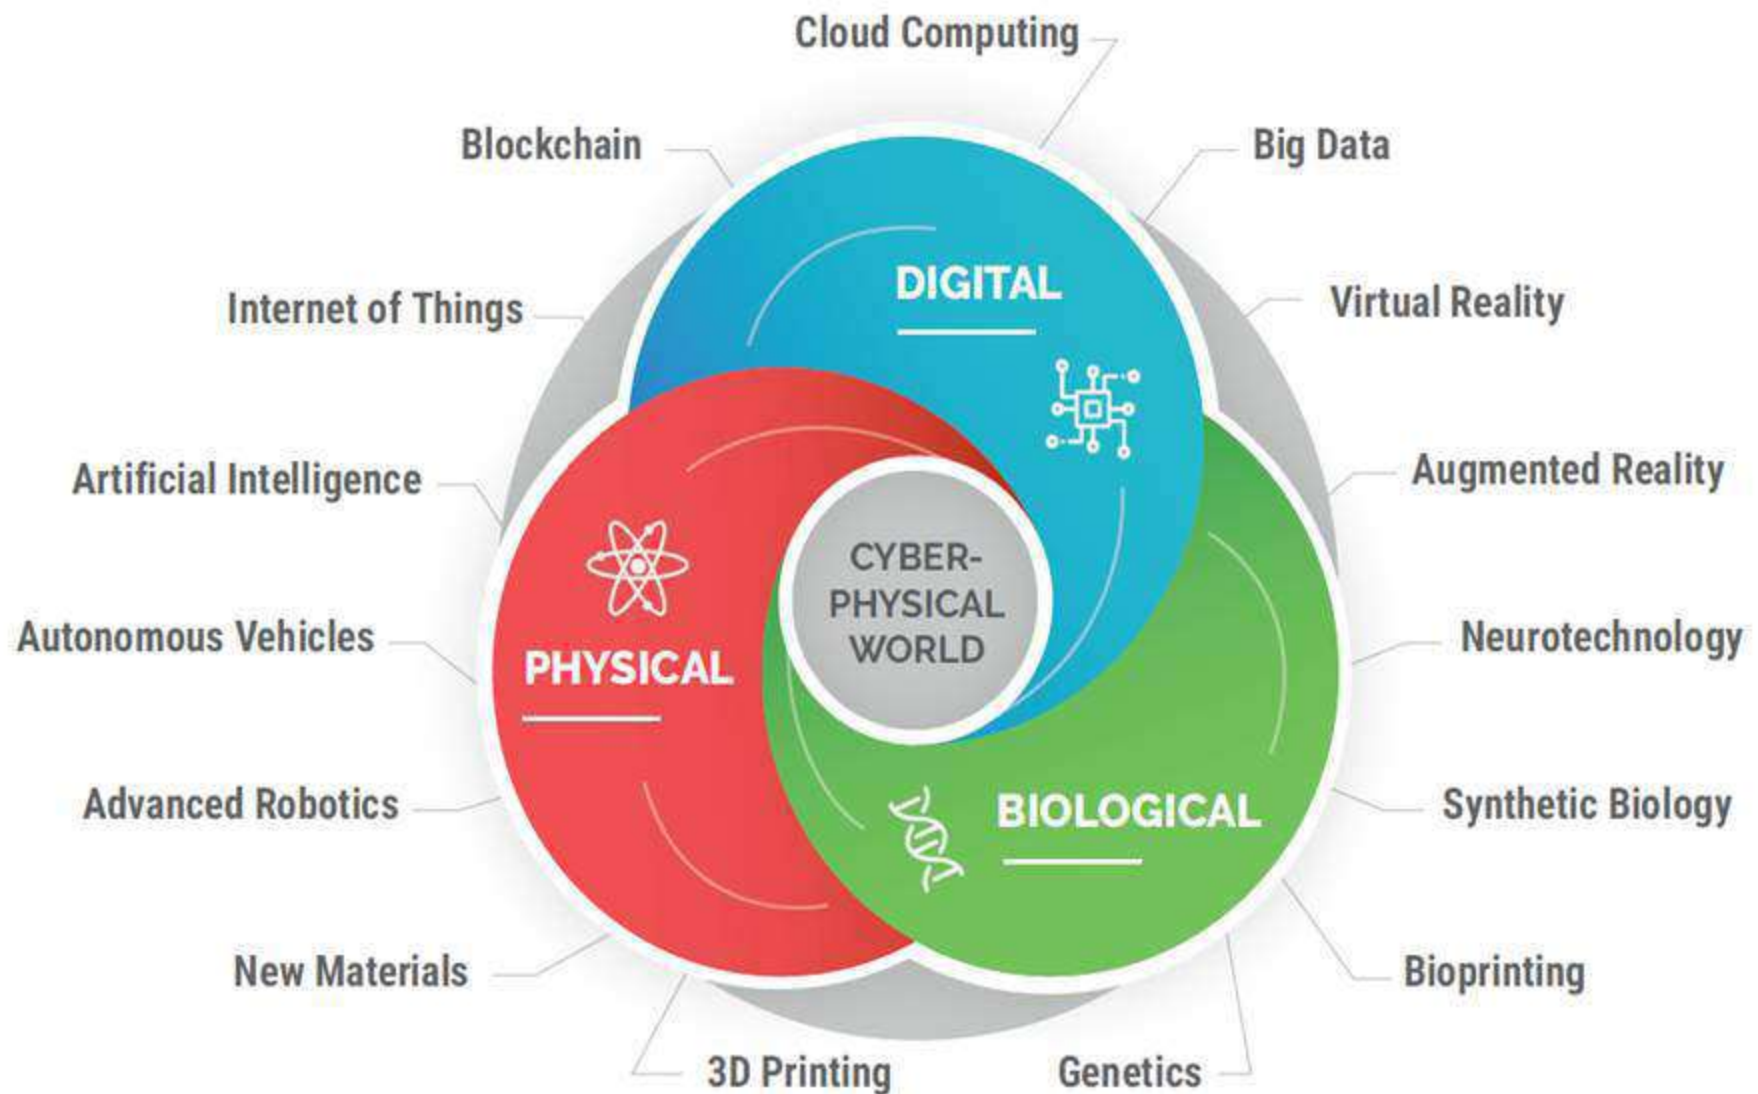 Cloud Computing
Blockchain
Big Data
Internet of Things
Virtual Reality
Artificial Intelligence
Augmented Reality
Autonomous Vehicles
Neurotechnology
Advanced Robotics
Synthetic Biology
New Materials
Bioprinting
3D Printing
Genetics
DIGITAL
PHYSICAL
BIOLOGICAL
CYBER-
PHYSICAL
WORLD